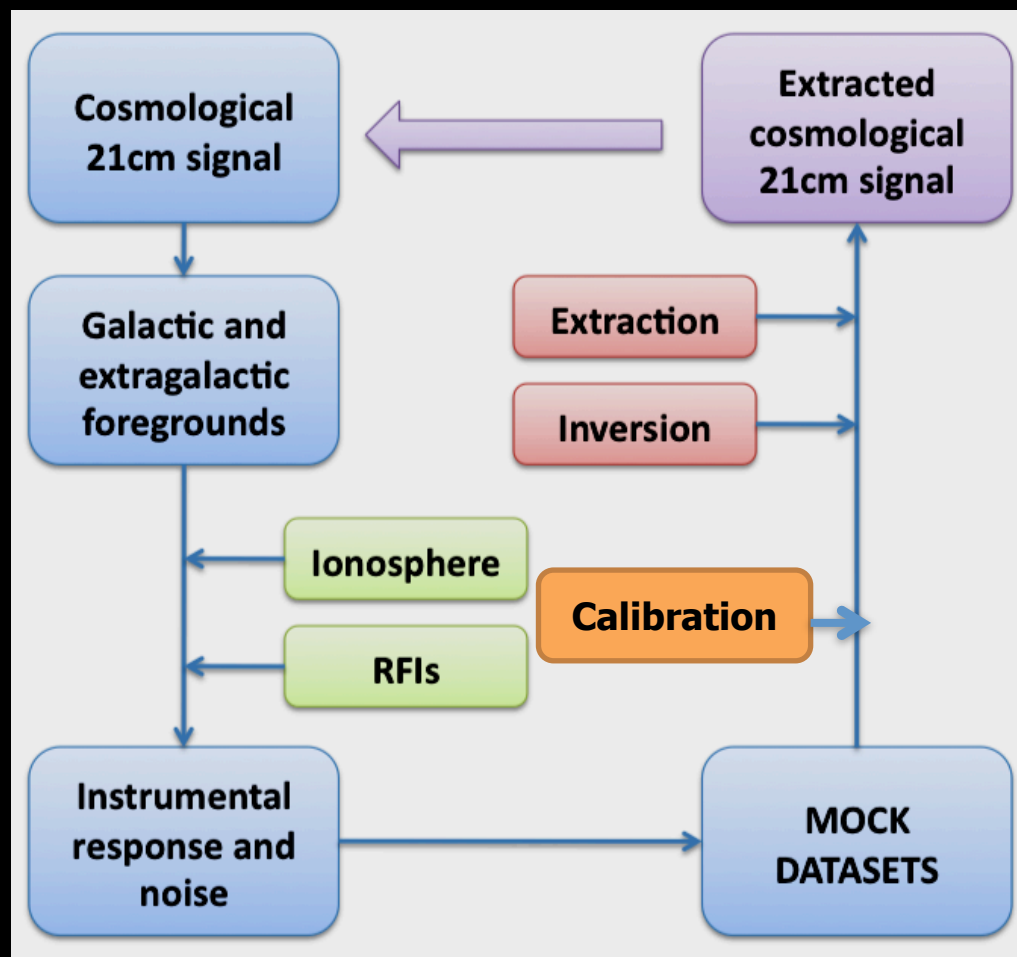 Cosmological
21cm signal
Extracted
cosmological
21cm signal
Galactic and
extragalactic
foregrounds
Extraction
Inversion
Ionosphere
Calibration
RFIs
Instrumental
response and
noise
MOCK
DATASETS